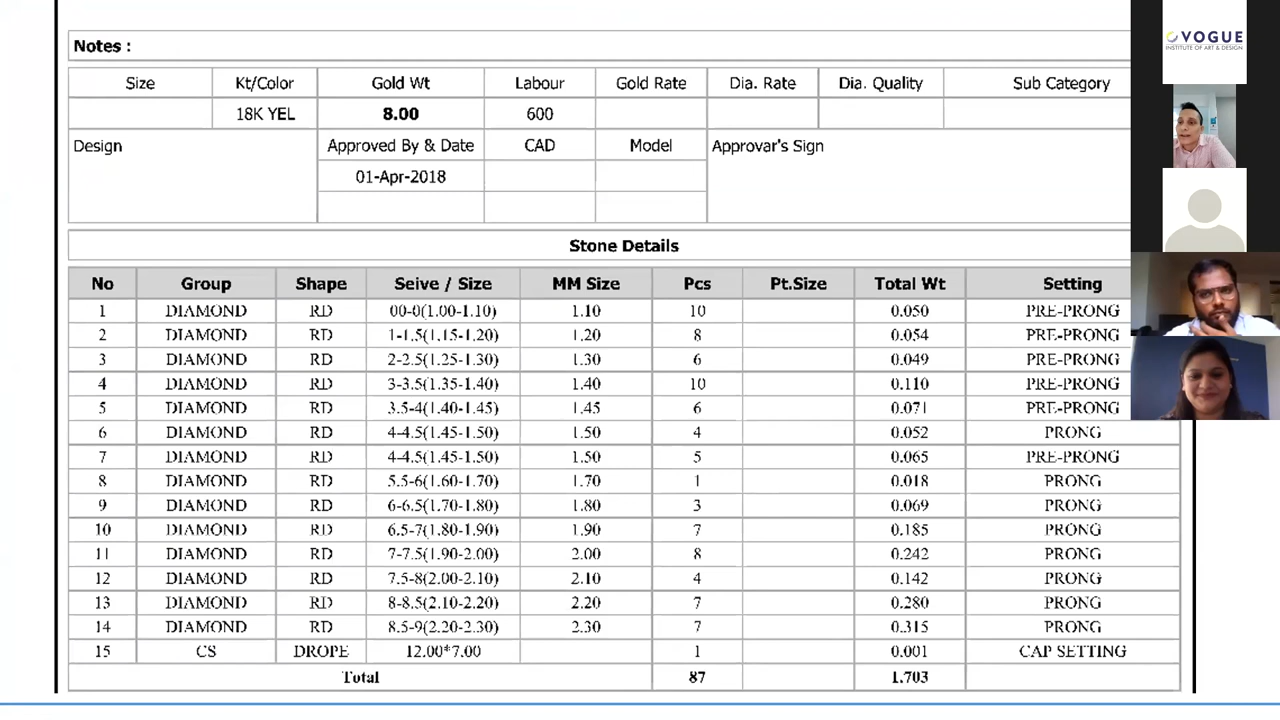 Notes :
Size Kt/Color Gold Wt Labour Gold Rate Dia. Rate Dia. Quality Sub Category
18K YEL 8.00 600
Design Approved By & Date CAD Model Approvar's Sign
01-Apr-2018
Stone Details
No Group Shape Seive / Size MM Size Pcs Pt.Size Total Wt Setting
1 DIAMOND RD 00-0(1.00-1.10) 1.10 10 0.050 PRE-PRONG
2 DIAMOND RD 1-1.5(1.15-1.20) 1.20 8 0.054 PRE-PRONG
3 DIAMOND RD 2-2.5(1.25-1.30) 1.30 6 0.049 PRE-PRONG
4 DIAMOND RD 3-3.5(1.35-1.40) 1.40 10 0.110 PRE-PRONG
5 DIAMOND RD 3.5-4(1.40-1.45) 1.45 6 0.071 PRE-PRONG
6 DIAMOND RD 4-4.5(1.45-1.50) 1.50 4 0.052 PRONG
7 DIAMOND RD 4-4.5(1.45-1.50) 1.50 5 0.065 PRE-PRONG
8 DIAMOND RD 5.5-6(1.60-1.70) 1.70 1 0.018 PRONG
9 DIAMOND RD 6-6.5(1.70-1.80) 1.80 3 0.069 PRONG
10 DIAMOND RD 6.5-7(1.80-1.90) 1.90 7 0.185 PRONG
11 DIAMOND RD 7-7.5(1.90-2.00) 2.00 8 0.242 PRONG
12 DIAMOND RD 7.5-8(2.00-2.10) 2.10 4 0.142 PRONG
13 DIAMOND RD 8-8.5(2.10-2.20) 2.20 7 0.280 PRONG
14 DIAMOND RD 8.5-9(2.20-2.30) 2.30 7 0.315 PRONG
15 CS DROPE 12.00*7.00 1 0.001 CAP SETTING
Total 87 1.703
VOGUE
INSTITUTE OF ART & DESIGN